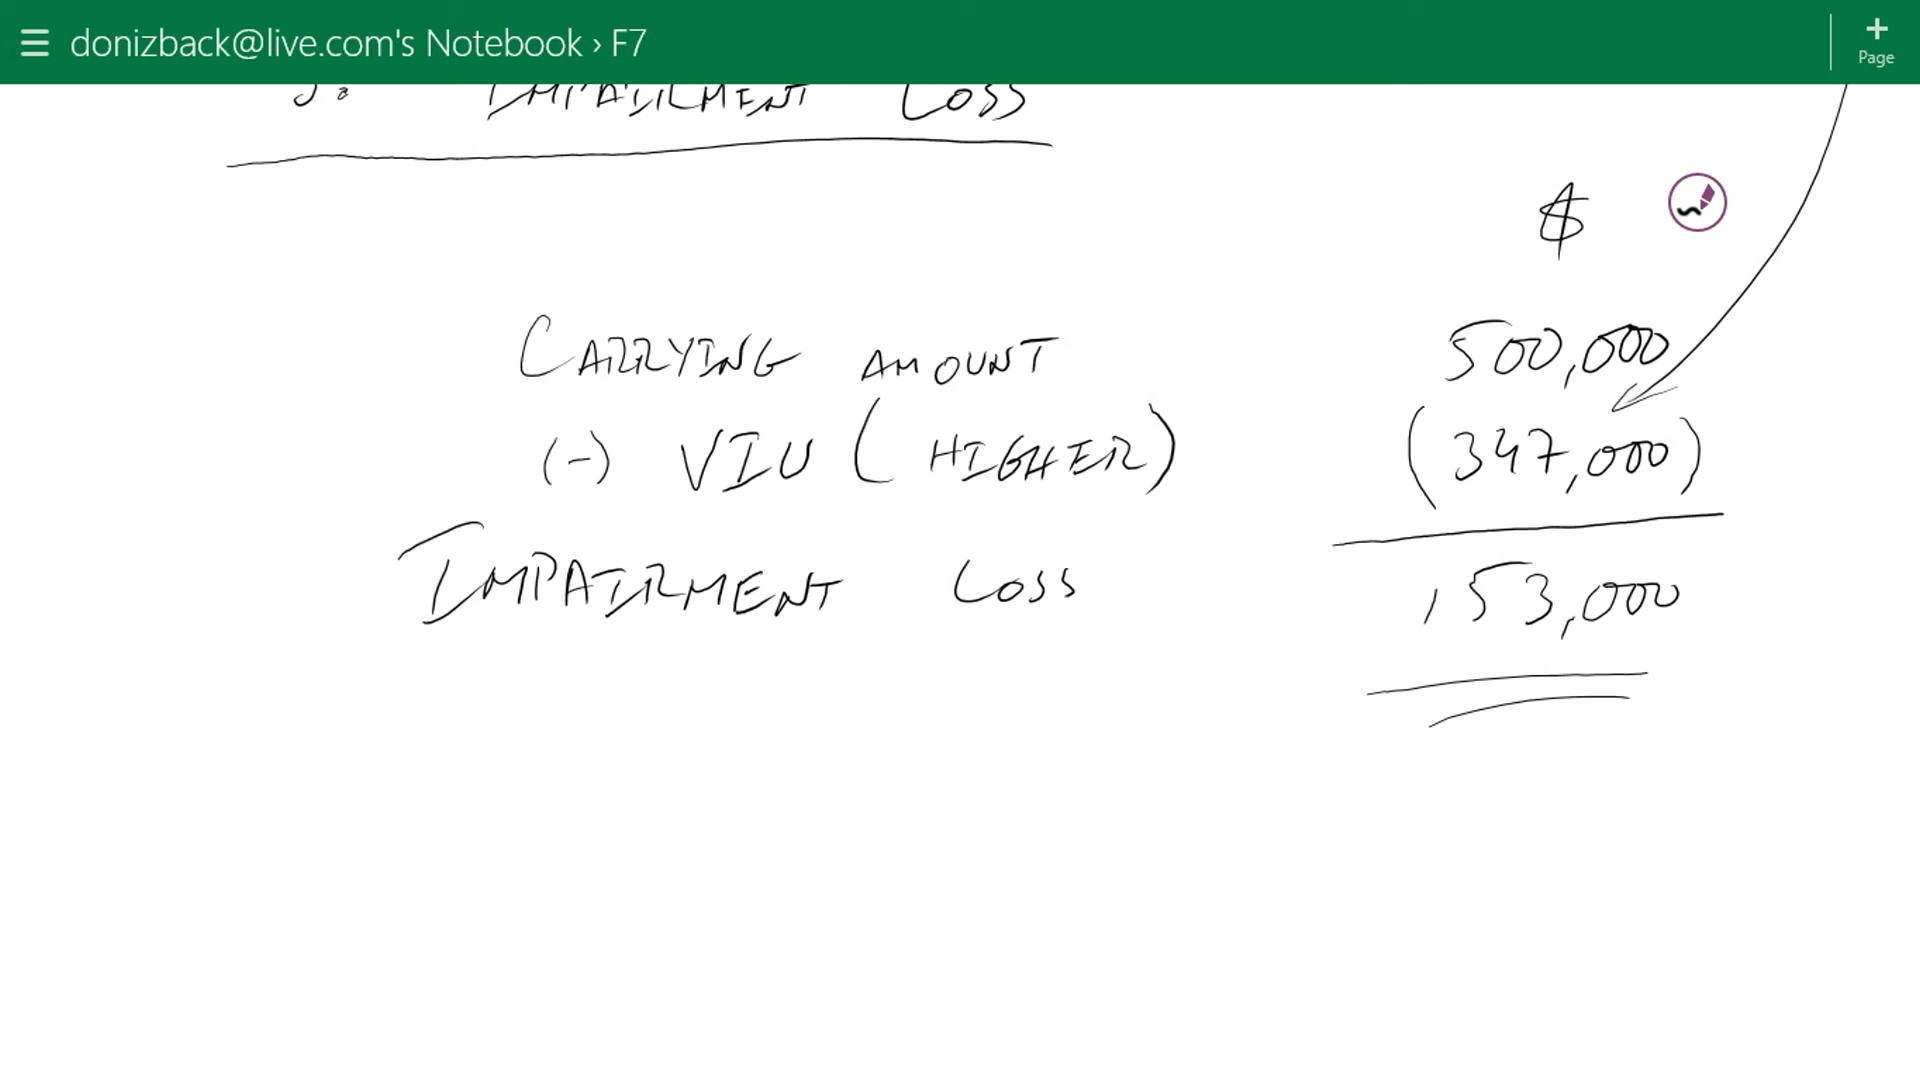 donizback@live.com's Notebook › F7
Page
3. IMPAIRMENT LOSS
$
CARRYING AMOUNT 500,000
(-) VIU (HIGHER) (347,000)
IMPAIRMENT LOSS 153,000